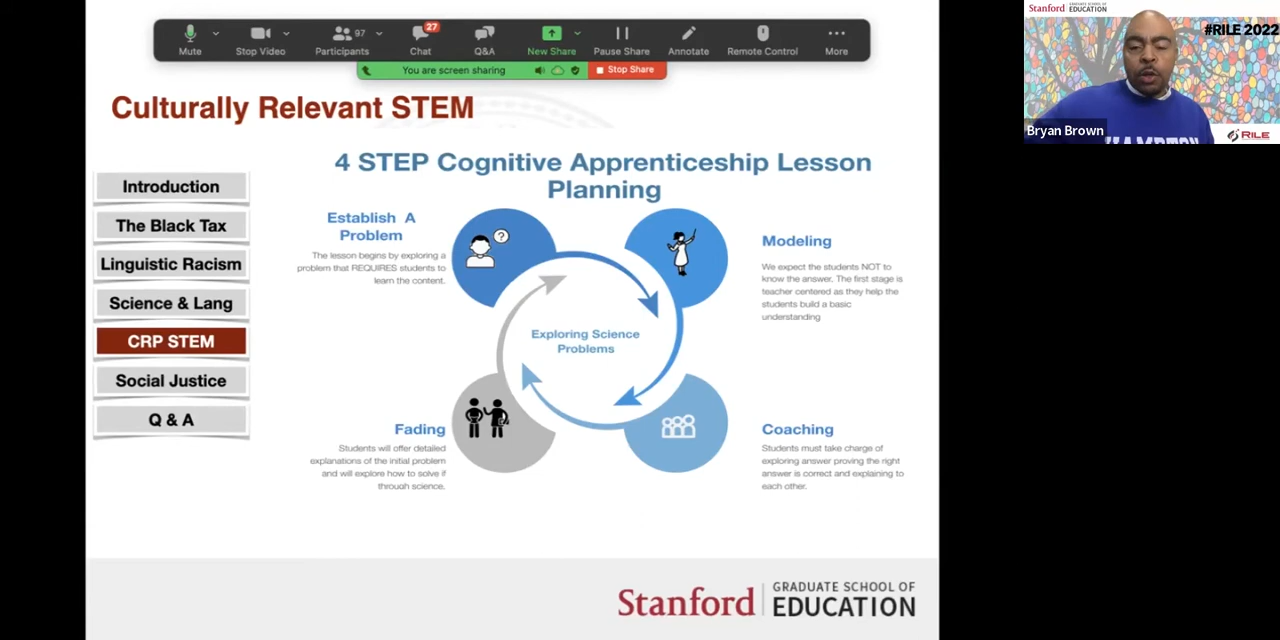 Mute
Stop Video
97
Participants
27
Chat
Q&A
New Share
Pause Share
Annotate
Remote Control
More
You are screen sharing
Stop Share
Culturally Relevant STEM
Introduction
The Black Tax
Linguistic Racism
Science & Lang
CRP STEM
Social Justice
Q & A
4 STEP Cognitive Apprenticeship Lesson
Planning
Establish A
Problem
The lesson begins by exploring a
problem that REQUIRES students to
learn the content.
?
Modeling
We expect the students NOT to
know the answer. The first stage is
teacher centered as they help the
students build a basic
understanding
Exploring Science
Problems
Fading
Students will offer detailed
explanations of the initial problem
and will explore how to solve if
through science.
Coaching
Students must take charge of
exploring answer proving the right
answer is correct and explaining to
each other.
Stanford
GRADUATE SCHOOL OF
EDUCATION
Stanford
GRADUATE SCHOOL OF
EDUCATION
#RILE 2022
Bryan Brown
RILE